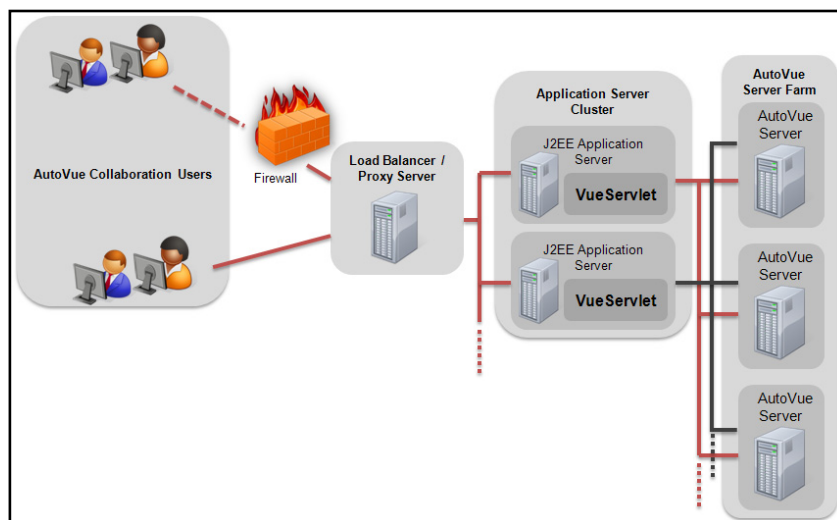 AutoVue Collaboration Users
Firewall
Load Balancer /
Proxy Server
Application Server
Cluster
J2EE Application
Server
VueServlet
J2EE Application
Server
VueServlet
AutoVue
Server Farm
AutoVue
Server
AutoVue
Server
AutoVue
Server